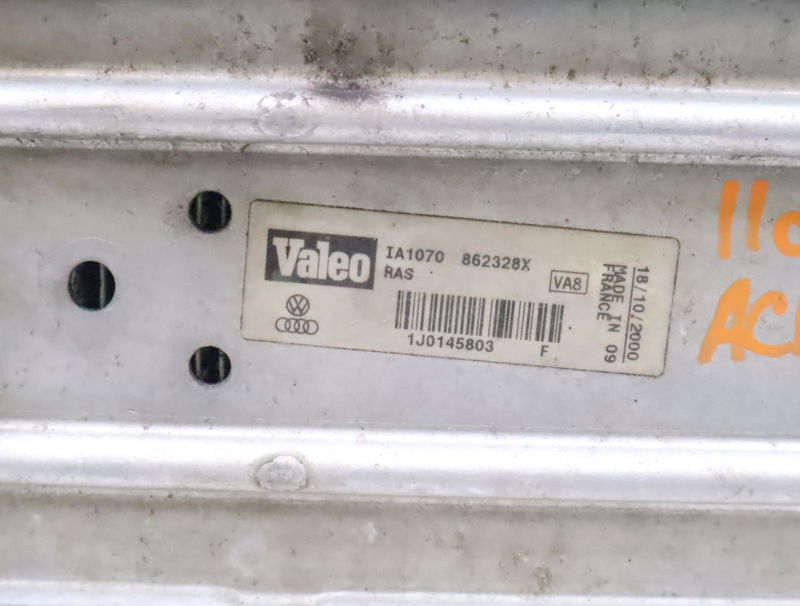 Valeo
IA1070 862328X
RAS
VA8
1J0145803 F
18/10/2000
MADE IN 09
FRANCE